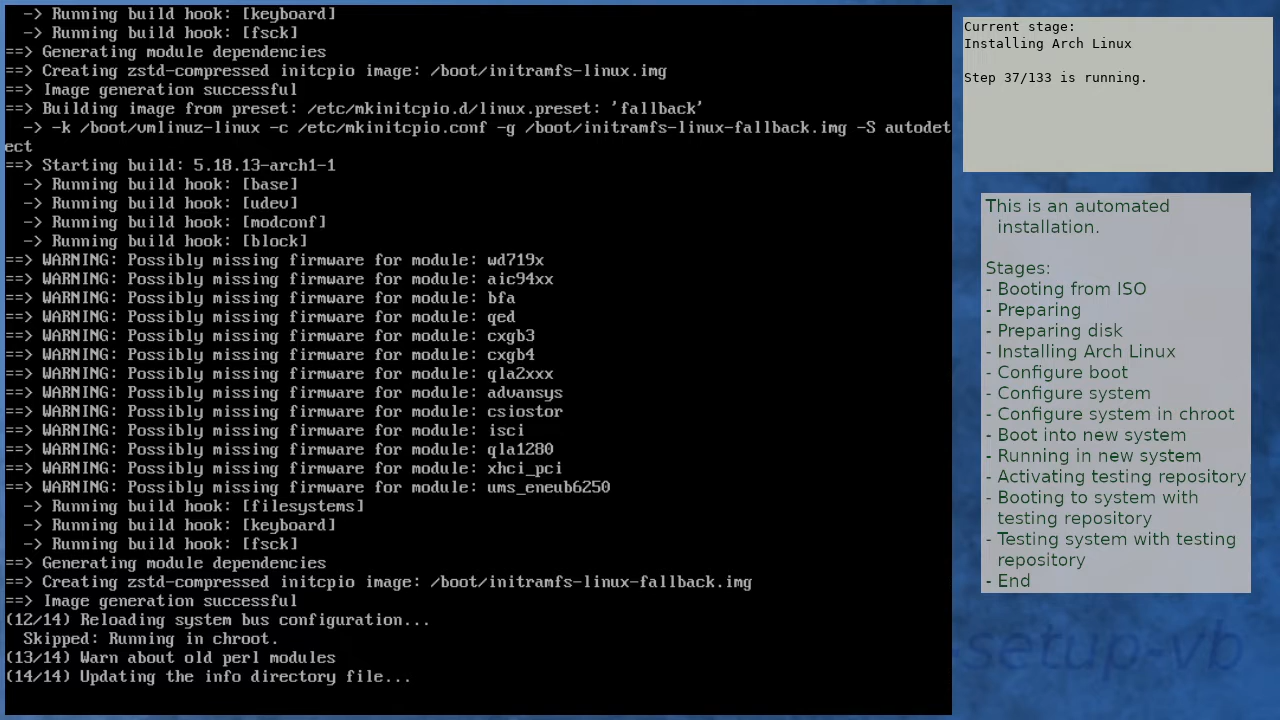 -> Running build hook: [keyboard]
  -> Running build hook: [fsck]
==> Generating module dependencies
==> Creating zstd-compressed initcpio image: /boot/initramfs-linux.img
==> Image generation successful
==> Building image from preset: /etc/mkinitcpio.d/linux.preset: 'fallback'
  -> -k /boot/vmlinuz-linux -c /etc/mkinitcpio.conf -g /boot/initramfs-linux-fallback.img -S autodet
ect
==> Starting build: 5.18.13-arch1-1
  -> Running build hook: [base]
  -> Running build hook: [udev]
  -> Running build hook: [modconf]
  -> Running build hook: [block]
==> WARNING: Possibly missing firmware for module: wd719x
==> WARNING: Possibly missing firmware for module: aic94xx
==> WARNING: Possibly missing firmware for module: bfa
==> WARNING: Possibly missing firmware for module: qed
==> WARNING: Possibly missing firmware for module: cxgb3
==> WARNING: Possibly missing firmware for module: cxgb4
==> WARNING: Possibly missing firmware for module: qla2xxx
==> WARNING: Possibly missing firmware for module: advansys
==> WARNING: Possibly missing firmware for module: csiostor
==> WARNING: Possibly missing firmware for module: isci
==> WARNING: Possibly missing firmware for module: qla1280
==> WARNING: Possibly missing firmware for module: xhci_pci
==> WARNING: Possibly missing firmware for module: ums_eneub6250
  -> Running build hook: [filesystems]
  -> Running build hook: [keyboard]
  -> Running build hook: [fsck]
==> Generating module dependencies
==> Creating zstd-compressed initcpio image: /boot/initramfs-linux-fallback.img
==> Image generation successful
(12/14) Reloading system bus configuration...
  Skipped: Running in chroot.
(13/14) Warn about old perl modules
(14/14) Updating the info directory file...
Current stage:
Installing Arch Linux
Step 37/133 is running.
This is an automated
installation.
Stages:
- Booting from ISO
- Preparing
- Preparing disk
- Installing Arch Linux
- Configure boot
- Configure system
- Configure system in chroot
- Boot into new system
- Running in new system
- Activating testing repository
- Booting to system with
testing repository
- Testing system with testing
repository
- End
-setup-vb